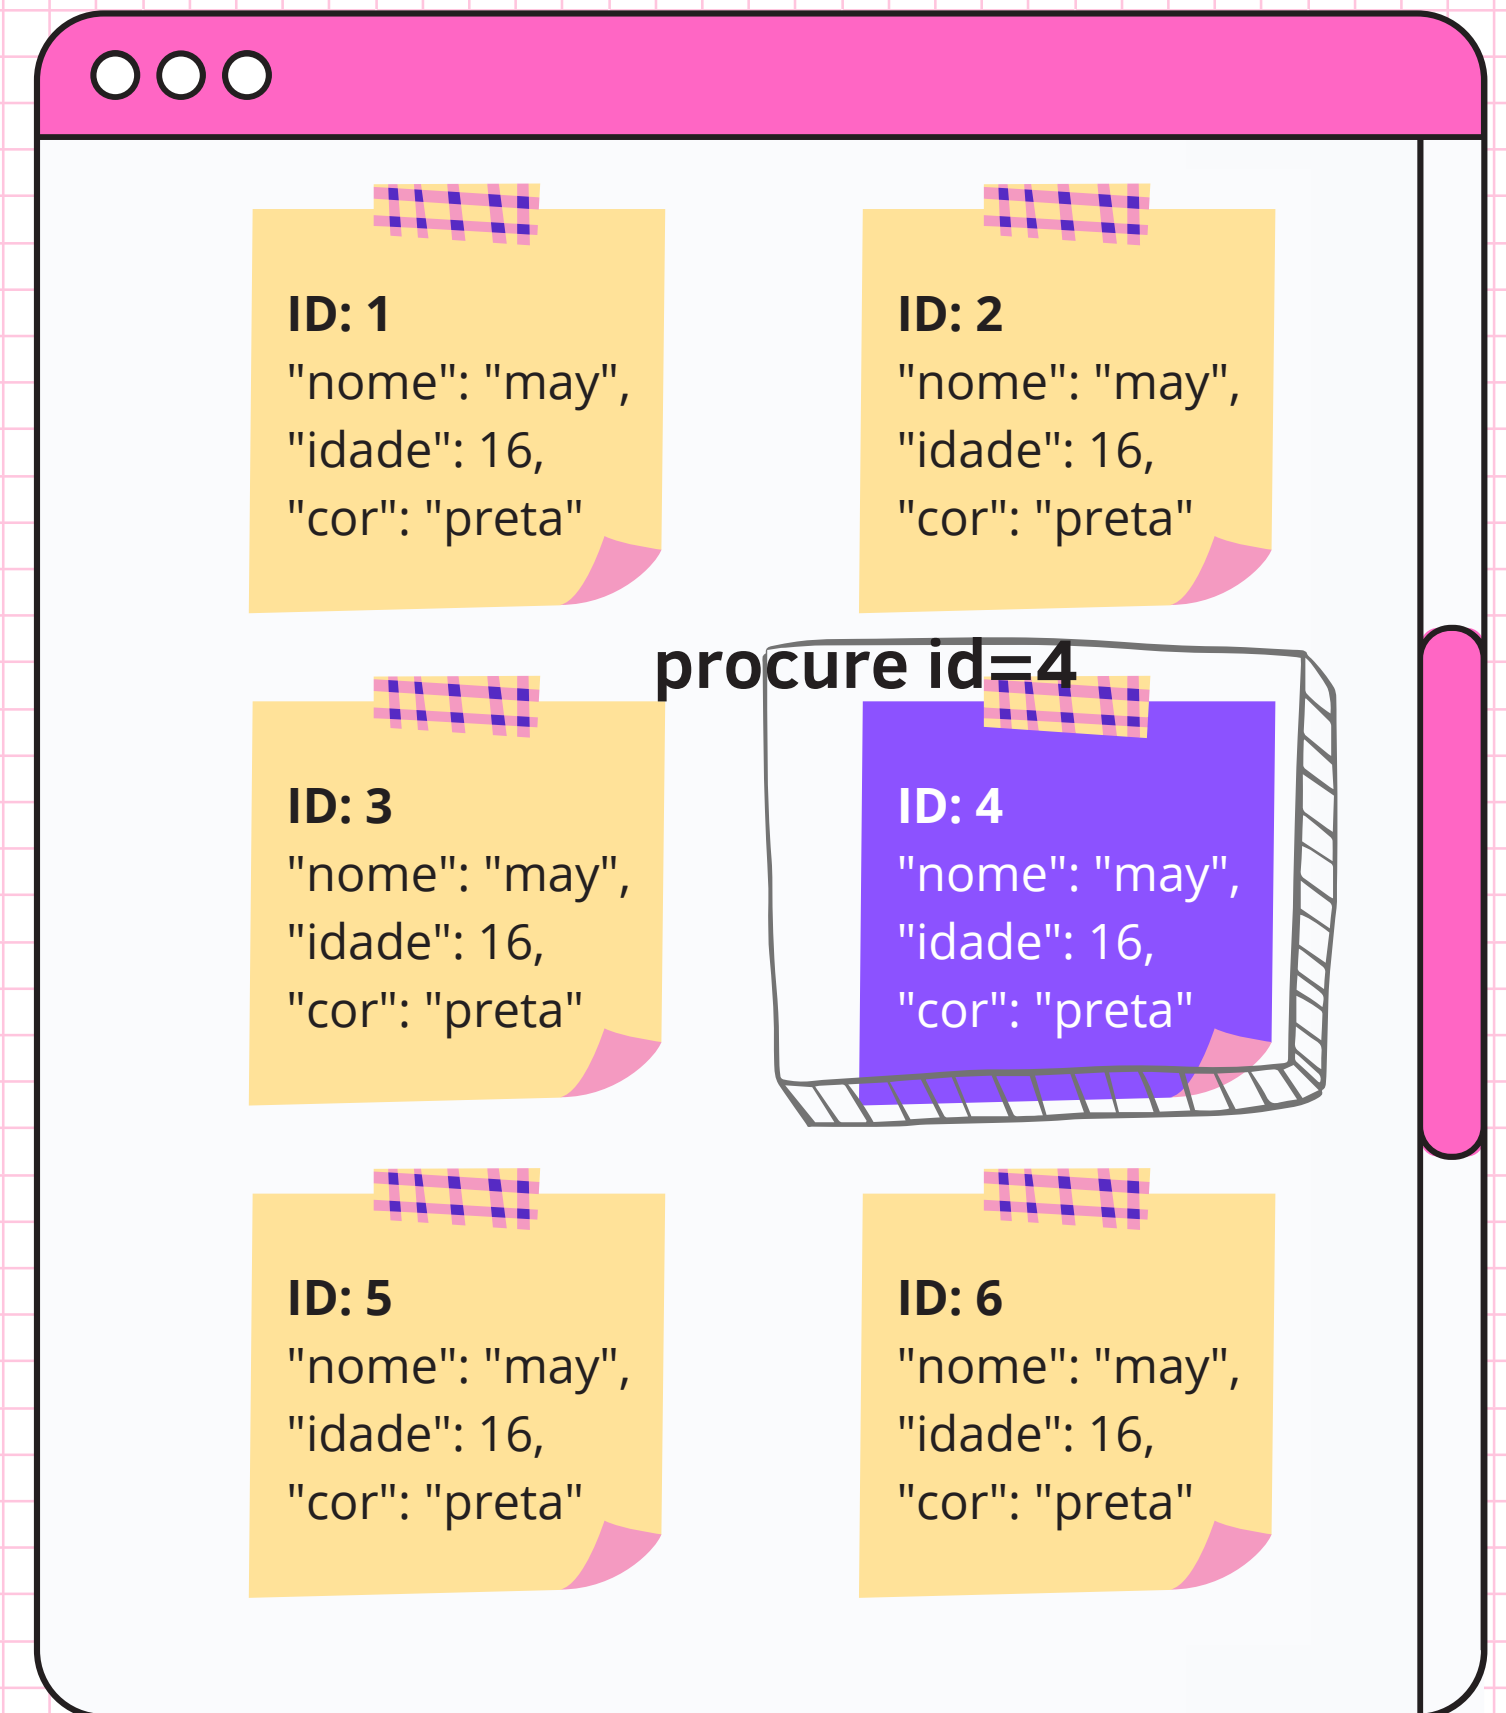 ID: 1
"nome": "may",
"idade": 16,
"cor": "preta"
ID: 2
"nome": "may",
"idade": 16,
"cor": "preta"
procure id=4
ID: 3
"nome": "may",
"idade": 16,
"cor": "preta"
ID: 4
"nome": "may",
"idade": 16,
"cor": "preta"
ID: 5
"nome": "may",
"idade": 16,
"cor": "preta"
ID: 6
"nome": "may",
"idade": 16,
"cor": "preta"